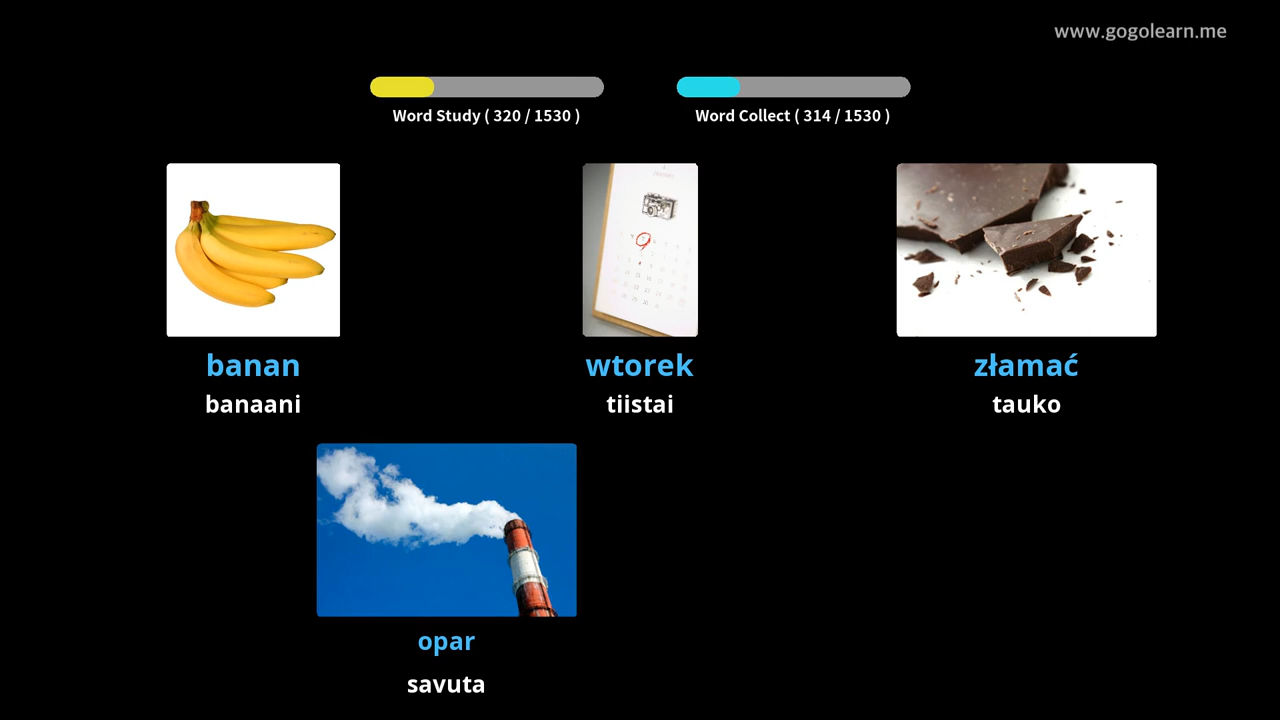 www.gogolearn.me
Word Study ( 320 / 1530 )
Word Collect ( 314 / 1530 )
banan
banaani
wtorek
tiistai
złamać
tauko
opar
savuta